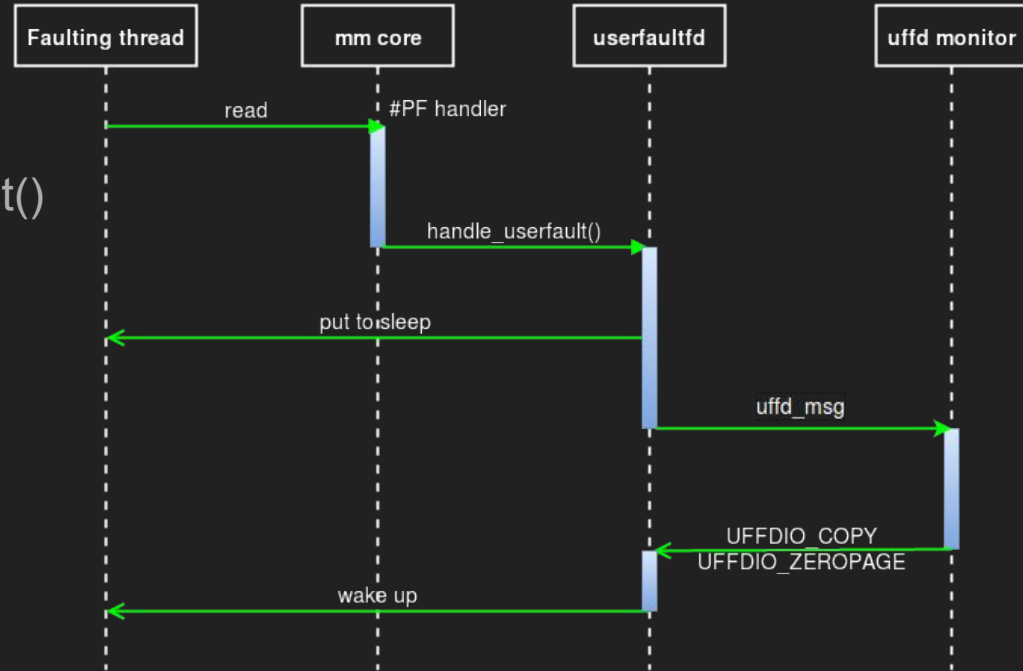 Faulting thread
mm core
userfaultfd
uffd monitor
read
#PF handler
t()
handle_userfault()
put to sleep
uffd_msg
UFFDIO_COPY
UFFDIO_ZEROPAGE
wake up